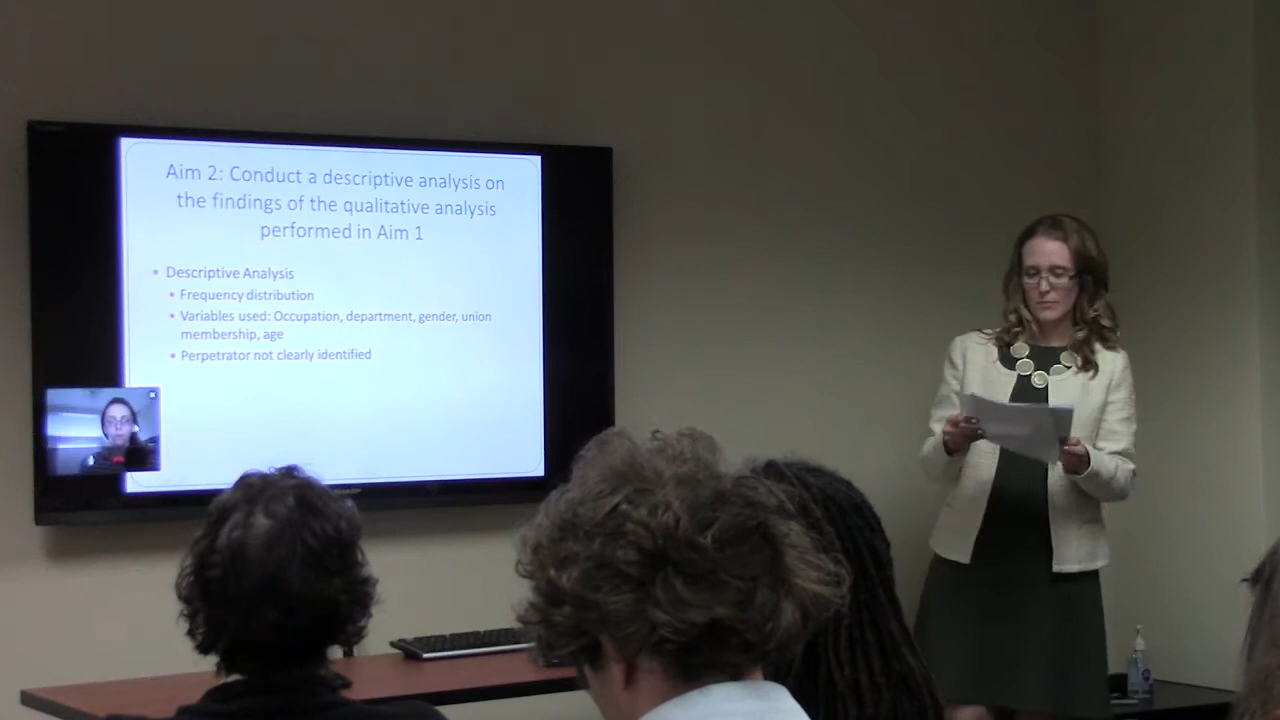 Aim 2: Conduct a descriptive analysis on
the findings of the qualitative analysis
performed in Aim 1
• Descriptive Analysis
• Frequency distribution
• Variables used: Occupation, department, gender, union
membership, age
• Perpetrator not clearly identified